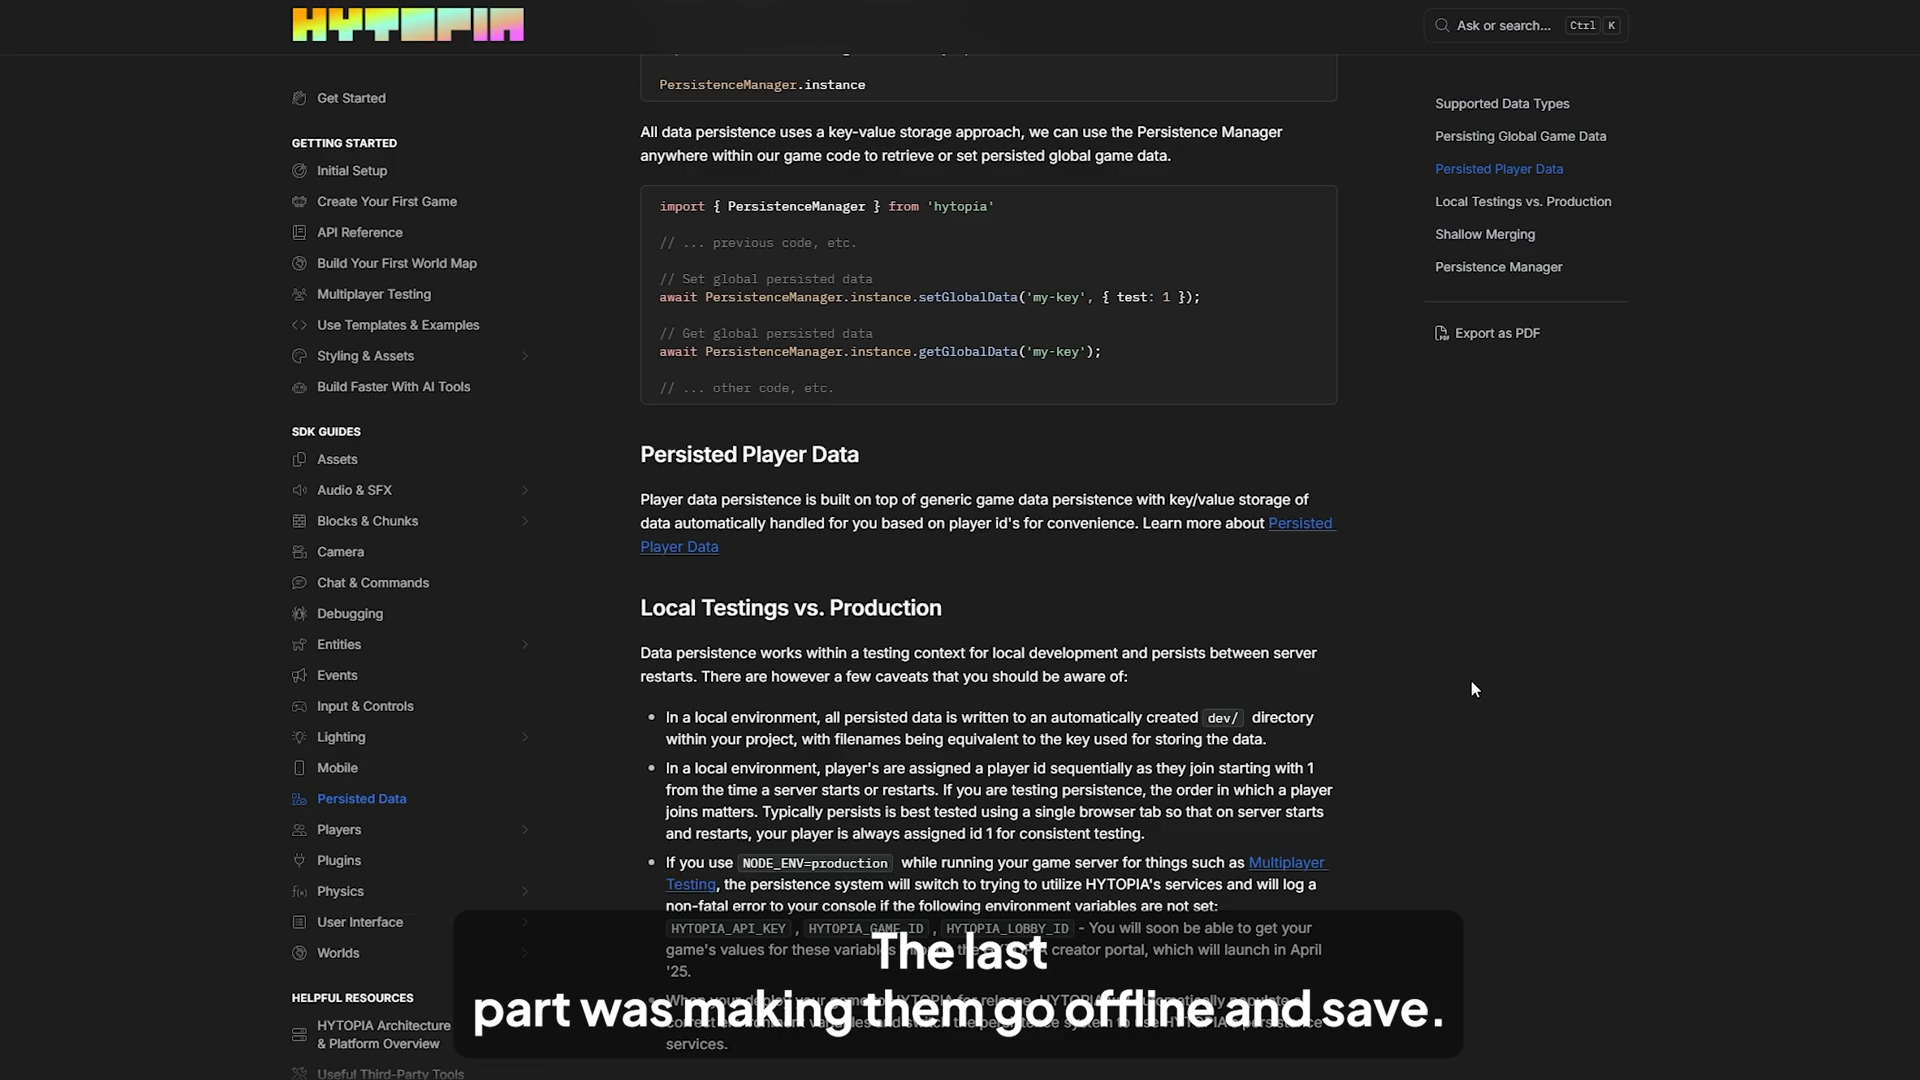 HYTOPIA
Ask or search... Ctrl K
Get Started
GETTING STARTED
Initial Setup
Create Your First Game
API Reference
Build Your First World Map
Multiplayer Testing
Use Templates & Examples
Styling & Assets
Build Faster With AI Tools
SDK GUIDES
Assets
Audio & SFX
Blocks & Chunks
Camera
Chat & Commands
Debugging
Entities
Events
Input & Controls
Lighting
Mobile
Persisted Data
Players
Plugins
Physics
User Interface
Worlds
HELPFUL RESOURCES
HYTOPIA Architecture
& Platform Overview
Useful Third-Party Tools
PersistenceManager.instance
All data persistence uses a key-value storage approach, we can use the Persistence Manager
anywhere within our game code to retrieve or set persisted global game data.
import { PersistenceManager } from 'hytopia'
// ... previous code, etc.
// Set global persisted data
await PersistenceManager.instance.setGlobalData('my-key', { test: 1 });
// Get global persisted data
await PersistenceManager.instance.getGlobalData('my-key');
// ... other code, etc.
Persisted Player Data
Player data persistence is built on top of generic game data persistence with key/value storage of
data automatically handled for you based on player id's for convenience. Learn more about Persisted
Player Data
Local Testings vs. Production
Data persistence works within a testing context for local development and persists between server
restarts. There are however a few caveats that you should be aware of:
• In a local environment, all persisted data is written to an automatically created dev/ directory
within your project, with filenames being equivalent to the key used for storing the data.
• In a local environment, player's are assigned a player id sequentially as they join starting with 1
from the time a server starts or restarts. If you are testing persistence, the order in which a player
joins matters. Typically persists is best tested using a single browser tab so that on server starts
and restarts, your player is always assigned id 1 for consistent testing.
• If you use NODE_ENV=production while running your game server for things such as Multiplayer
Testing, the persistence system will switch to trying to utilize HYTOPIA's services and will log a
non-fatal error to your console if the following environment variables are not set:
HYTOPIA_API_KEY , HYTOPIA_GAME_ID , HYTOPIA_LOBBY_ID - You will soon be able to get your
game's values for these variables creator portal, which will launch in April
'25.
services.
The last
part was making them go offline and save.
Supported Data Types
Persisting Global Game Data
Persisted Player Data
Local Testings vs. Production
Shallow Merging
Persistence Manager
Export as PDF